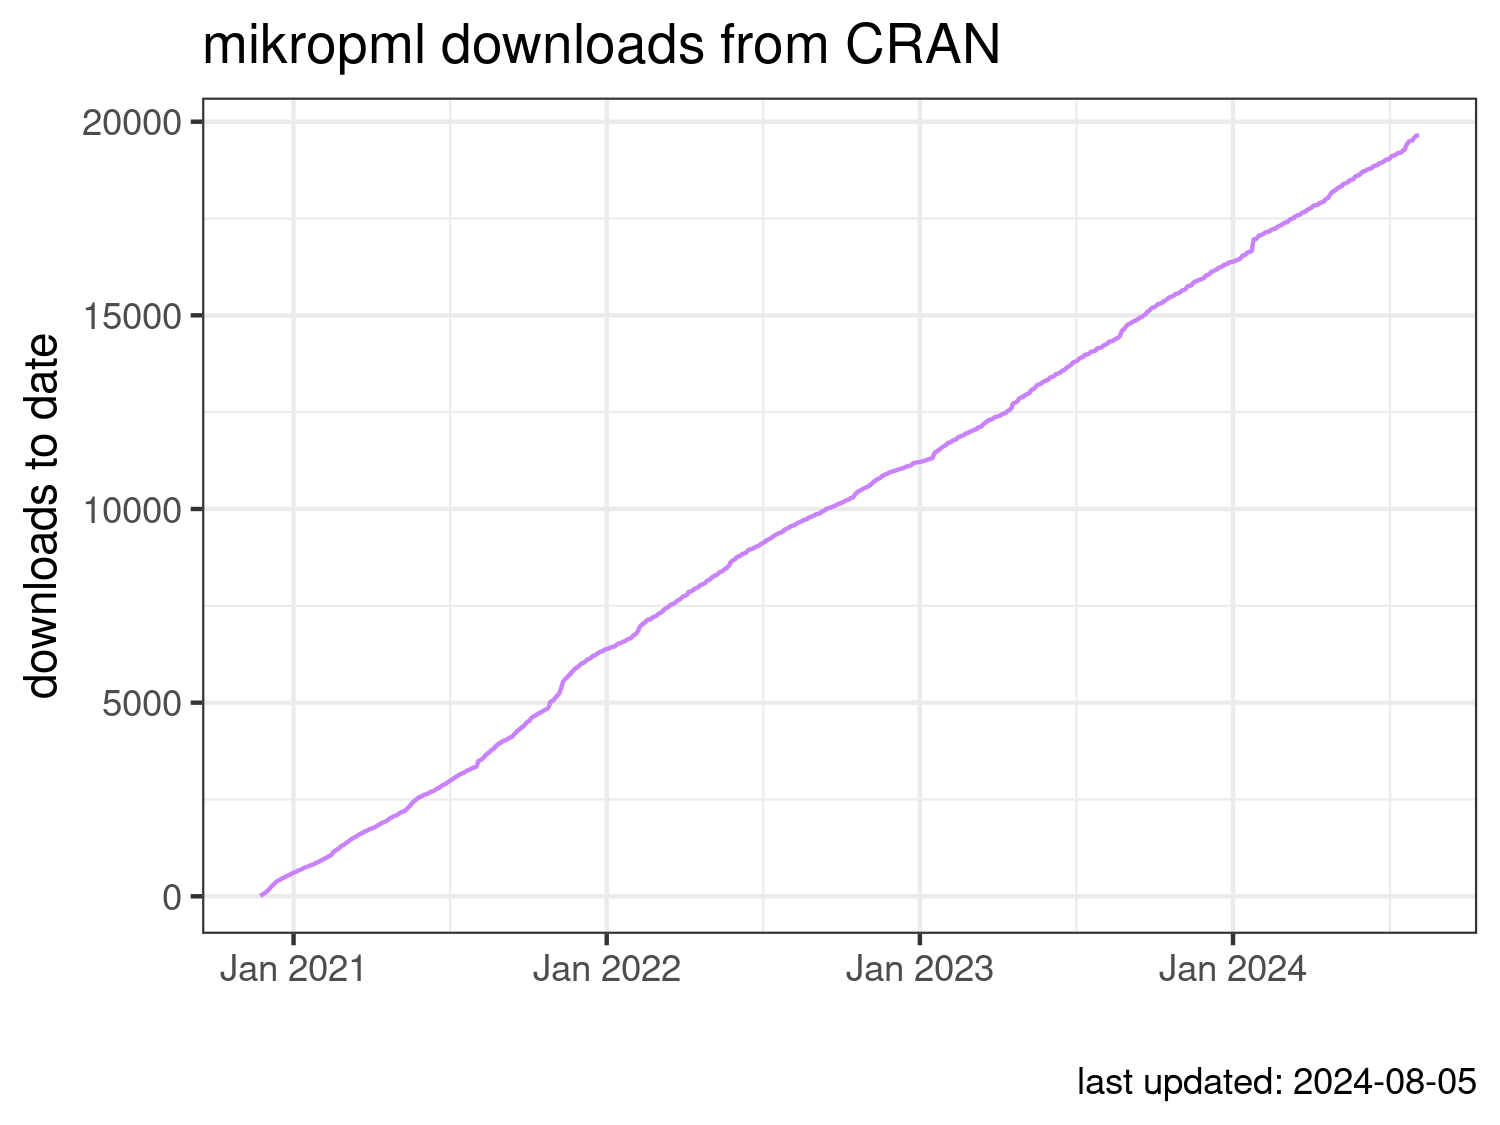 mikropml downloads from CRAN
downloads to date
20000
15000
10000
5000
0
Jan 2021
Jan 2022
Jan 2023
Jan 2024
last updated: 2024-08-05